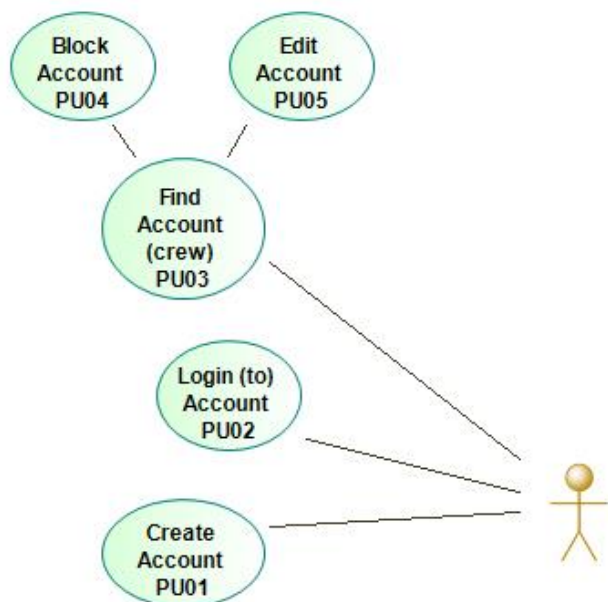 Block
Account
PU04
Edit
Account
PU05
Find
Account
(crew)
PU03
Login (to)
Account
PU02
Create
Account
PU01